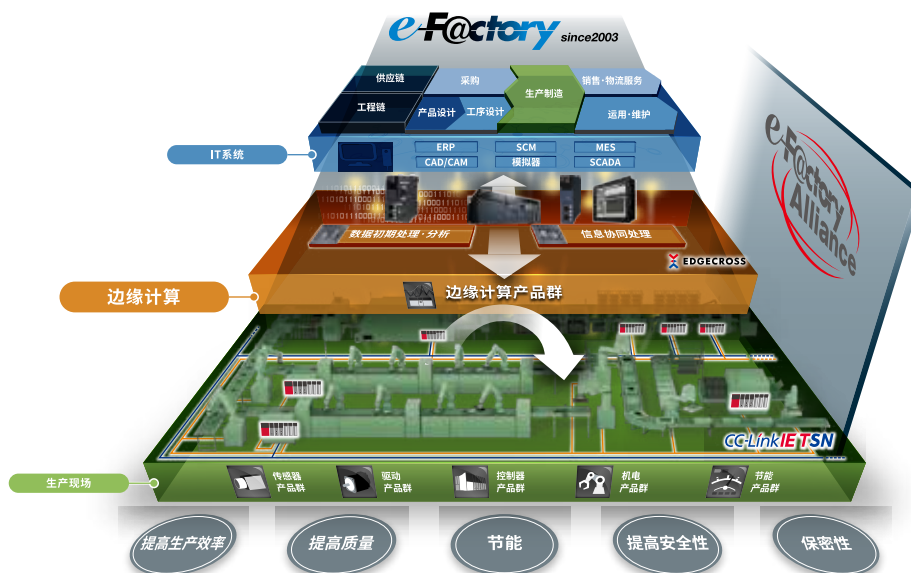 e-F@ctory since2003
供应链
采购
生产制造
销售·物流服务
工程链
产品设计
工序设计
运用·维护
IT系统
ERP
SCM
MES
CAD/CAM
模拟器
SCADA
e-F@ctory
Alliance
数据初期处理·分析
信息协同处理
EDGECROSS
边缘计算
边缘计算产品群
CC-Link IE TSN
生产现场
传感器
产品群
驱动
产品群
控制器
产品群
机电
产品群
节能
产品群
提高生产效率
提高质量
节能
提高安全性
保密性